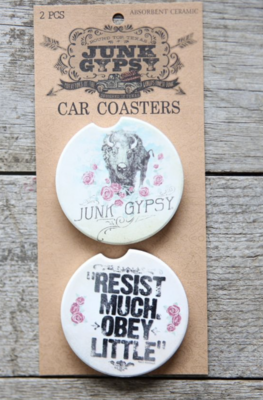 2 PCS
ABSORBENT CERAMIC
JUNK
GYPSY
CAR COASTERS
JUNK GYPSY
"RESIST
MUCH,
OBEY
LITTLE"